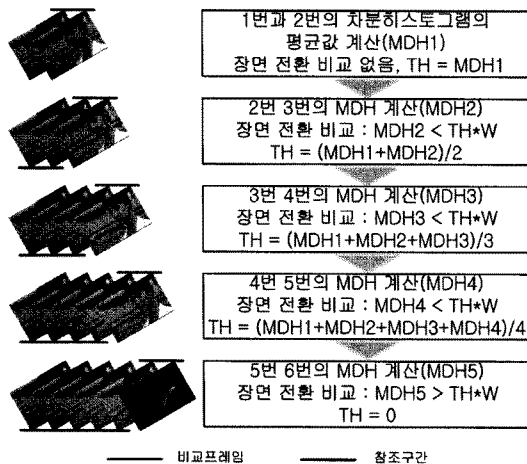 1번과 2번의 차분히스토그램의
평균값 계산(MDH1)
장면 전환 비교 없음, TH = MDH1
2번 3번의 MDH 계산(MDH2)
장면 전환 비교 : MDH2 < TH*W
TH = (MDH1+MDH2)/2
3번 4번의 MDH 계산(MDH3)
장면 전환 비교 : MDH3 < TH*W
TH = (MDH1+MDH2+MDH3)/3
4번 5번의 MDH 계산(MDH4)
장면 전환 비교 : MDH4 < TH*W
TH = (MDH1+MDH2+MDH3+MDH4)/4
5번 6번의 MDH 계산(MDH5)
장면 전환 비교 : MDH5 > TH*W
TH = 0
비교프레임 참조구간